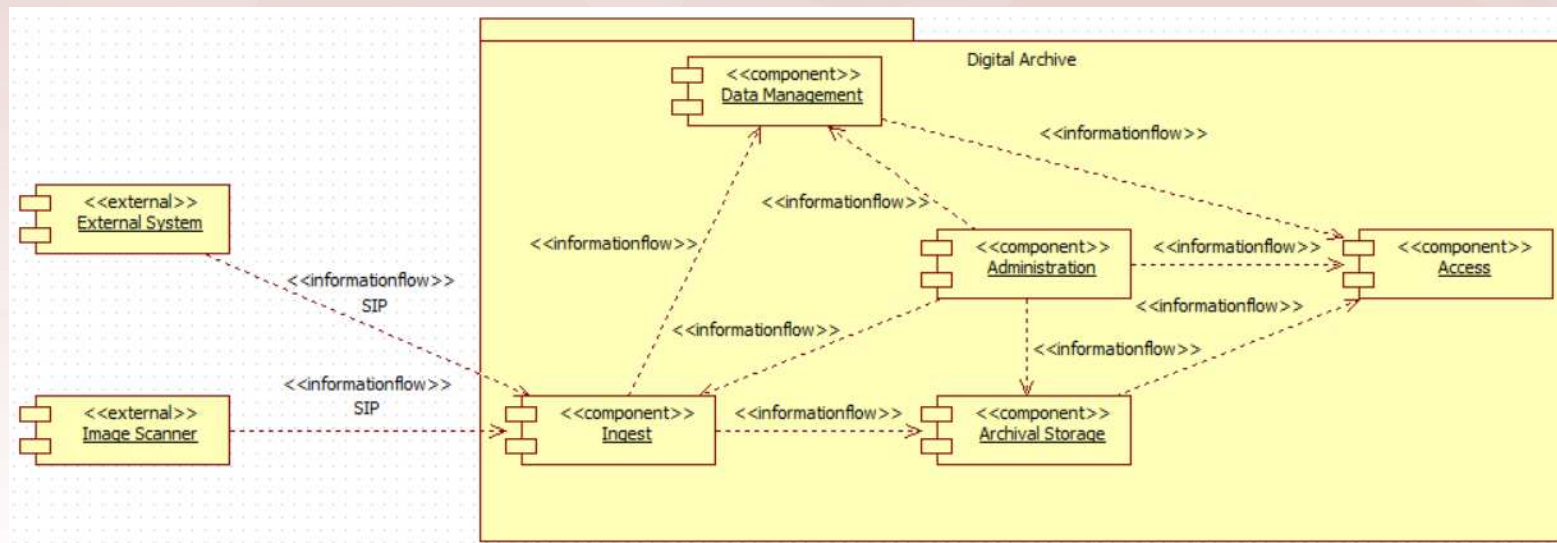 Digital Archive
<<component>>
Data Management
<<informationflow>>
<<external>>
External System
<<informationflow>>
<<informationflow>>
<<component>>
Administration
<<informationflow>>
<<component>>
Access
<<informationflow>>
SIP
<<informationflow>>
<<informationflow>>
<<informationflow>>
<<informationflow>>
SIP
<<external>>
Image Scanner
<<component>>
Ingest
<<informationflow>>
<<component>>
Archival Storage